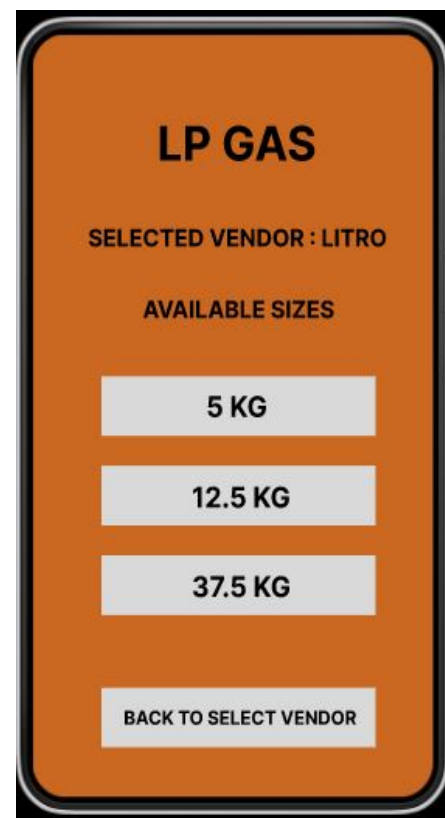 LP GAS
SELECTED VENDOR : LITRO
AVAILABLE SIZES
5 KG
12.5 KG
37.5 KG
BACK TO SELECT VENDOR